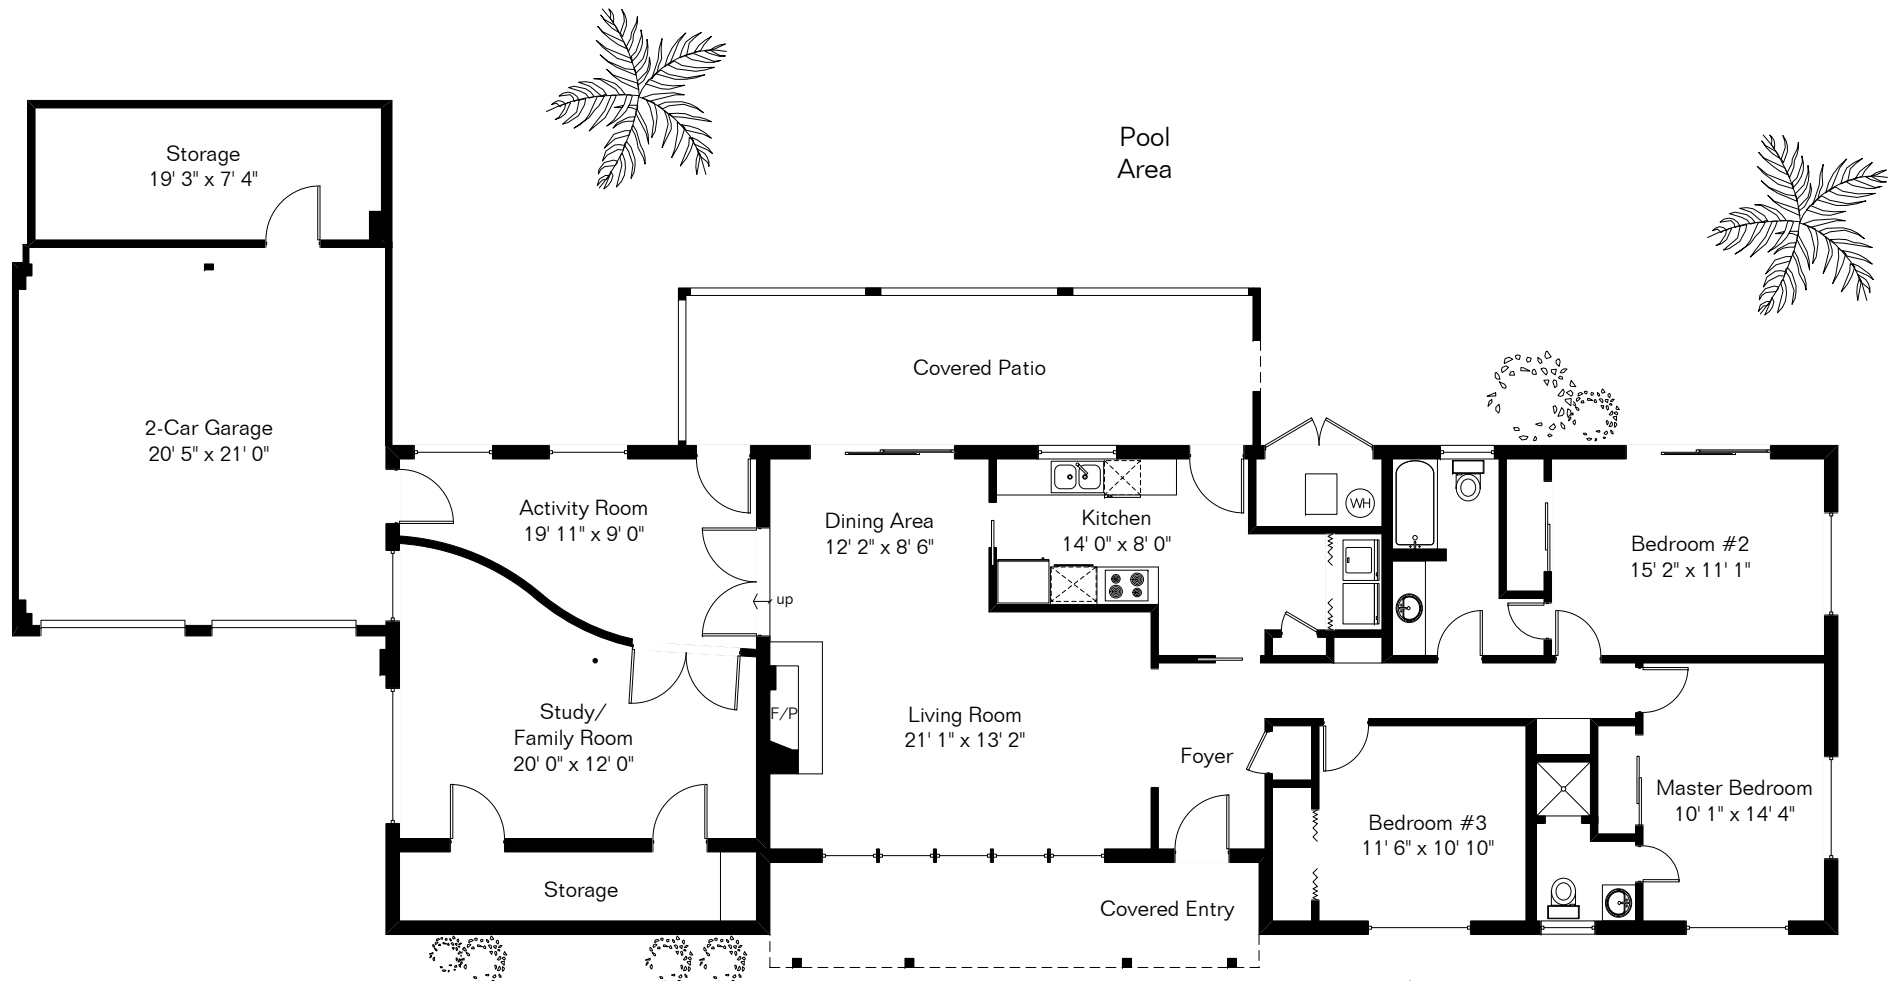 Pool
Area
Storage
19' 3" x 7' 4"
Covered Patio
2-Car Garage
20' 5" x 21' 0"
Activity Room
19' 11" x 9' 0"
Dining Area
12' 2" x 8' 6"
Kitchen
14' 0" x 8' 0"
WH
Bedroom #2
15' 2" x 11' 1"
up
Study/
Family Room
20' 0" x 12' 0"
F/P
Living Room
21' 1" x 13' 2"
Foyer
Master Bedroom
10' 1" x 14' 4"
Bedroom #3
11' 6" x 10' 10"
Storage
Covered Entry